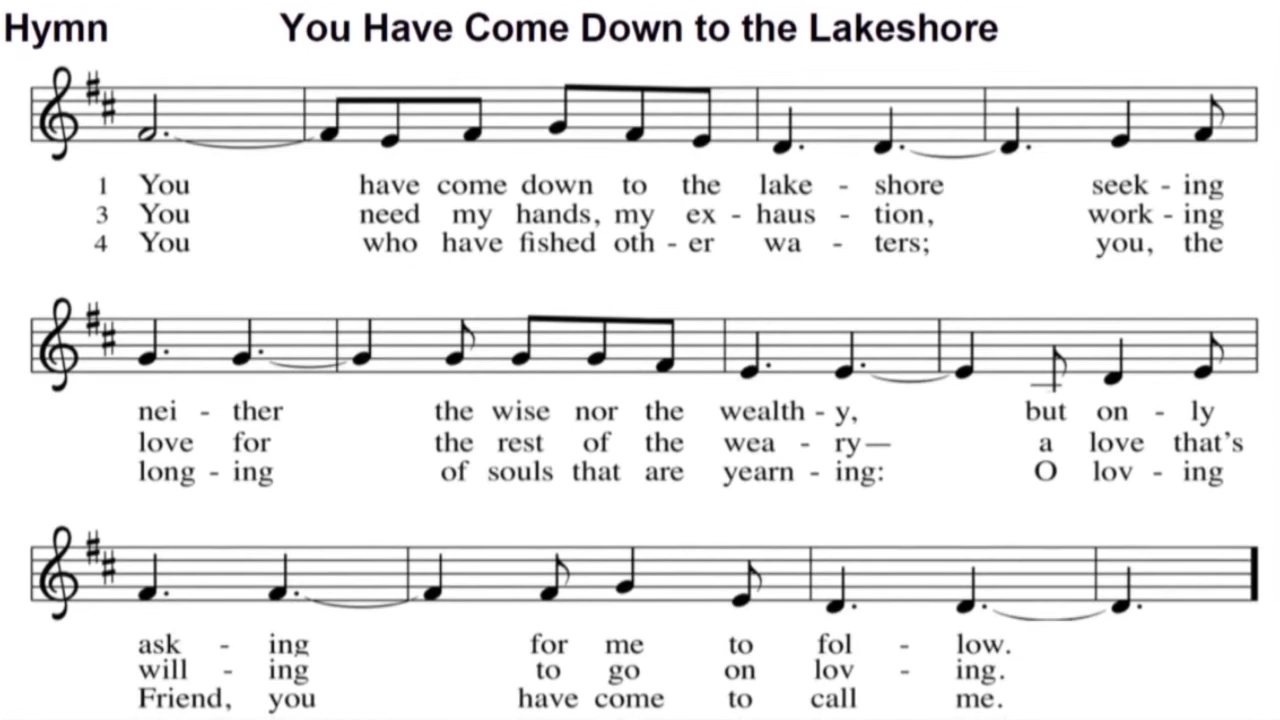 Hymn You Have Come Down to the Lakeshore
1 You have come down to the lake - shore seek - ing
3 You need my hands, my ex - haus - tion, work - ing
4 You who have fished oth - er wa - ters; you, the
nei - ther the wise nor the wealth - y, but on - ly
love for the rest of the wea - ry— a love that's
long - ing of souls that are yearn - ing: O lov - ing
ask - ing for me to fol - low.
will - ing to go on lov - ing.
Friend, you have come to call me.